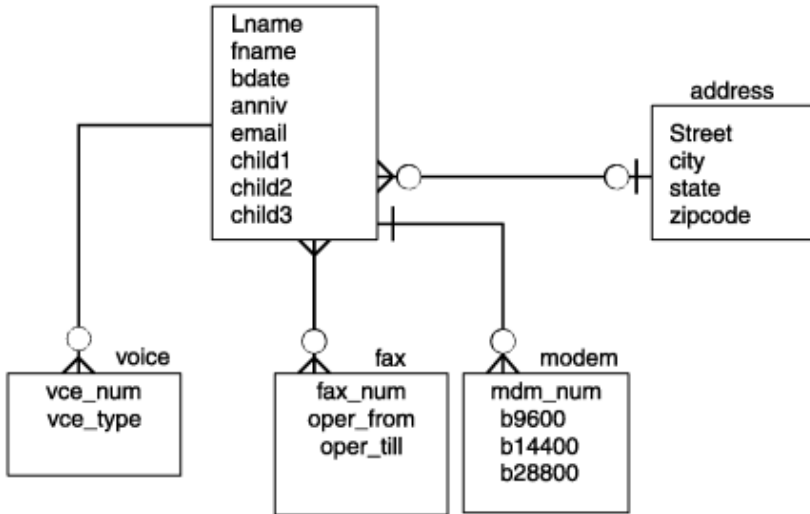 Lname
fname
bdate
anniv
email
child1
child2
child3
address
Street
city
state
zipcode
voice
vce_num
vce_type
fax
fax_num
oper_from
oper_till
modem
mdm_num
b9600
b14400
b28800